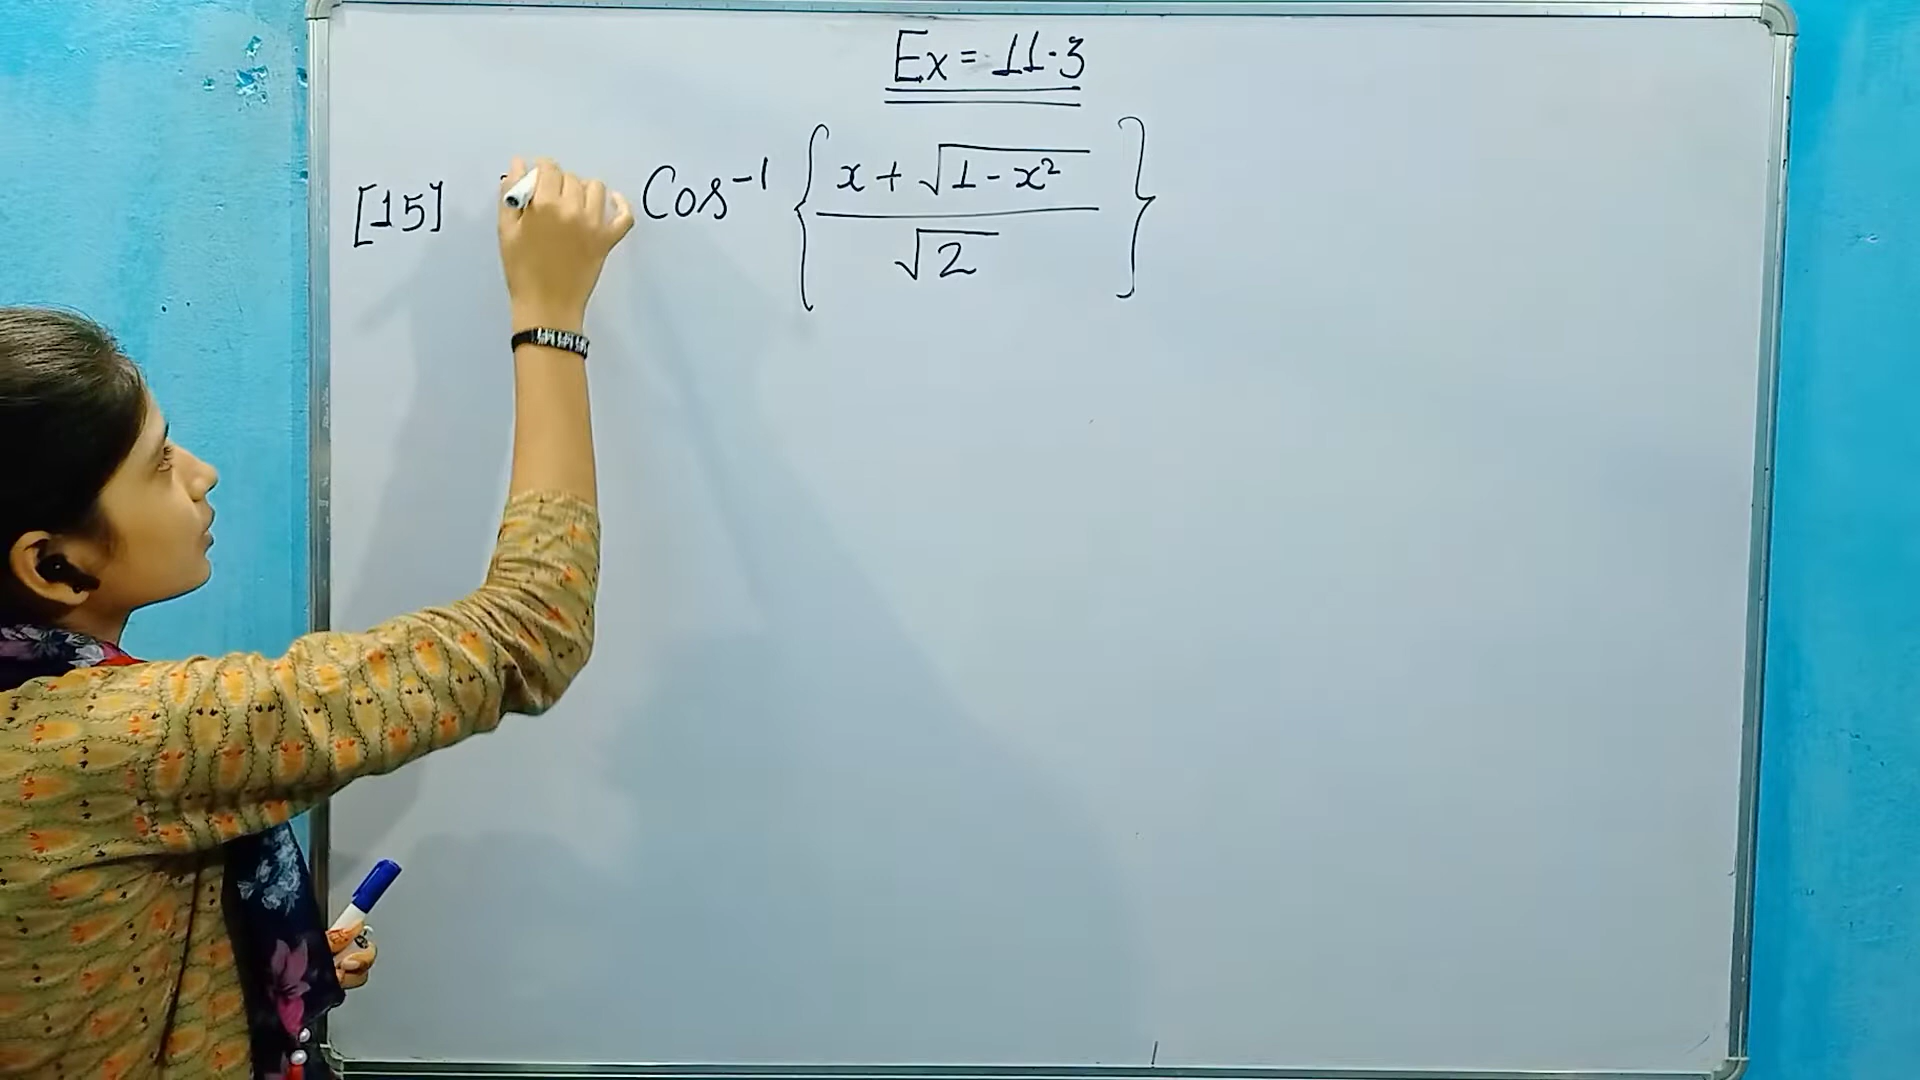 Ex = 11.3
[15] Cos⁻¹ { (x + √(1 - x²)) / √2 }